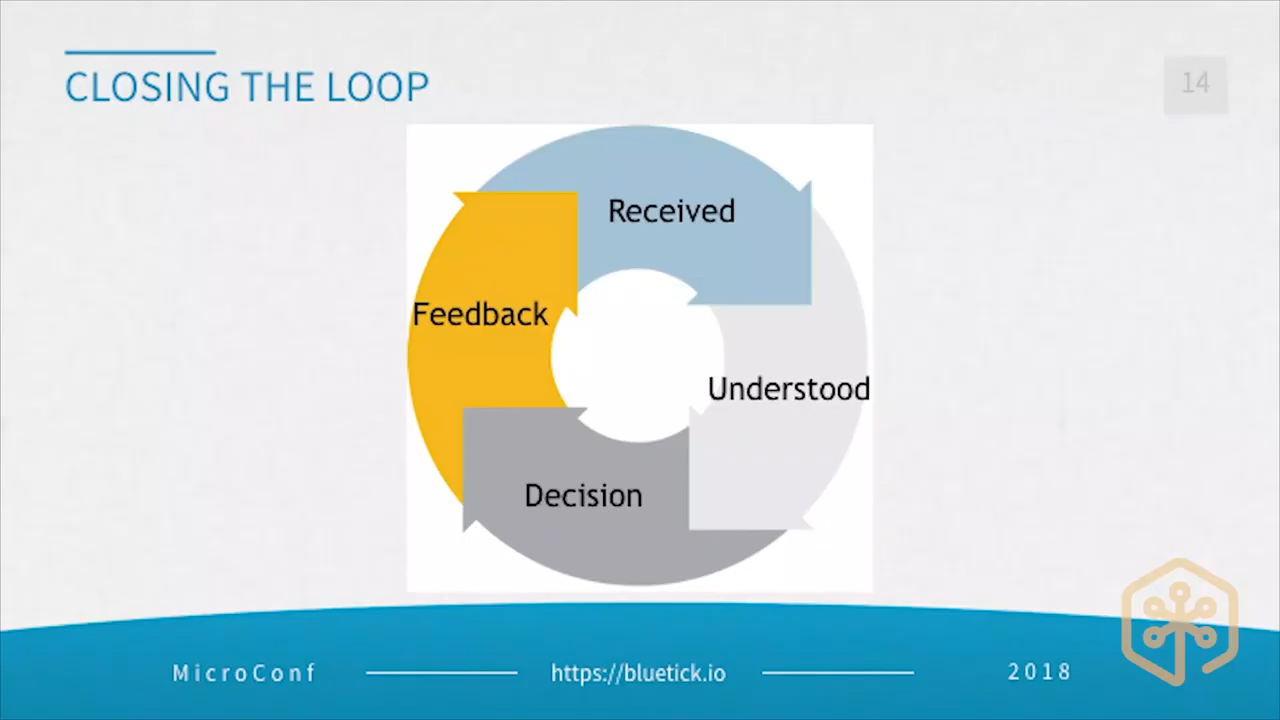 CLOSING THE LOOP
14
Received
Feedback
Understood
Decision
MicroConf
https://bluetick.io
2018